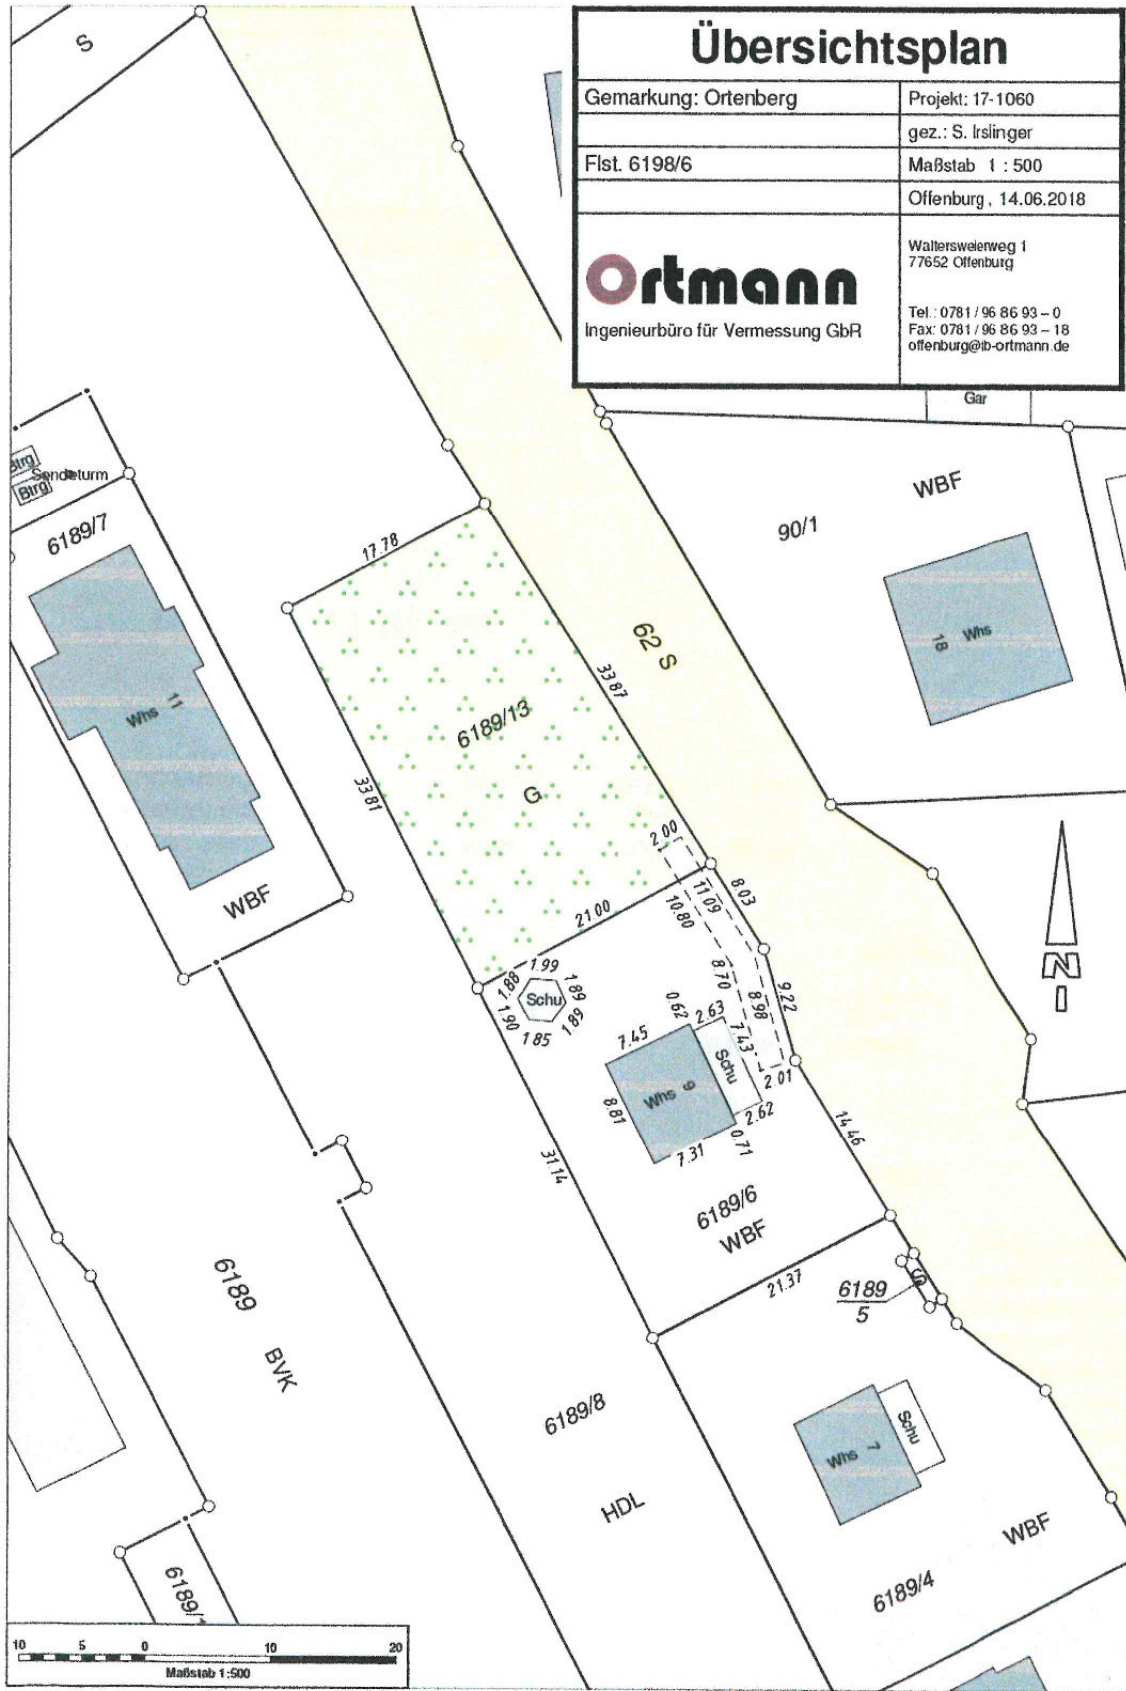 Übersichtsplan
Gemarkung: Ortenberg
Projekt: 17-1060
gez.: S. Irslinger
Flst. 6198/6
Maßstab 1 : 500
Offenburg , 14.06.2018
Ortmann
Ingenieurbüro für Vermessung GbR
Waltersweierweg 1
77652 Offenburg
Tel.: 0781 / 96 86 93 – 0
Fax: 0781 / 96 86 93 – 18
offenburg@ib-ortmann.de
S
Gar
Btrg
Sendeturm
Btrg
6189/7
WBF
90/1
17.78
18
Whs
62 S
11
Whs
6189/13
33.87
33.81
G
2.00
WBF
21.00
10.80
11.09
8.03
1.99
1.88
1.89
Schu
1.90
1.89
1.85
8.70
8.98
9.22
N
0.62
2.63
7.45
7.43
Schu
2.01
Whs 9
8.81
2.62
0.71
7.31
14.46
31.14
6189/6
WBF
21.37
6189
5
S
6189
BVK
6189/8
HDL
Schu
Whs 7
WBF
6189/4
6189/1
10 5 0 10 20
Maßstab 1:500